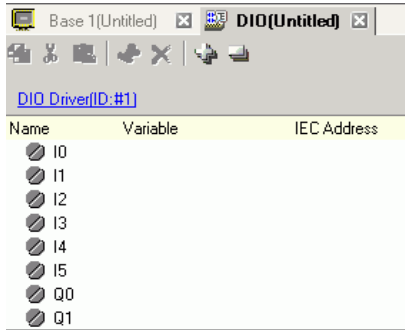 Base 1(Untitled) DIO(Untitled)
DIO Driver(ID:#1)
Name Variable IEC Address
I0
I1
I2
I3
I4
I5
Q0
Q1